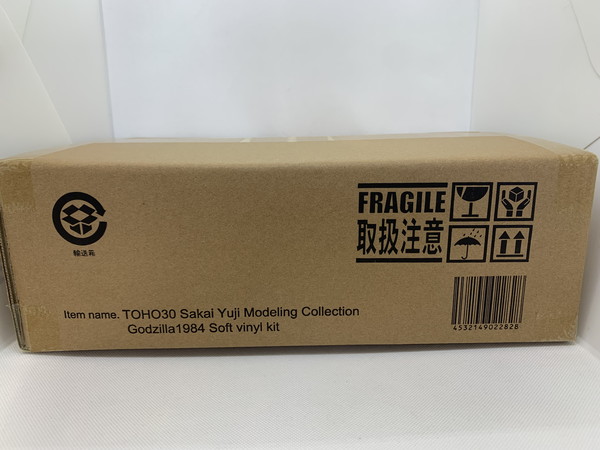 FRAGILE
取扱注意
輸送箱
Item name. TOHO30 Sakai Yuji Modeling Collection
Godzilla1984 Soft vinyl kit
4532149022828